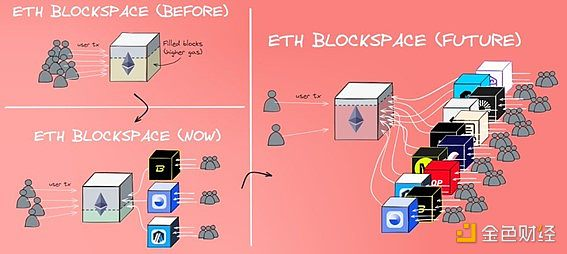 ETH BLOCKSPACE (BEFORE)
user tx
Filled blocks
(higher gas)
ETH BLOCKSPACE (NOW)
user tx
B
ETH BLOCKSPACE (FUTURE)
user tx
OP
金色财经